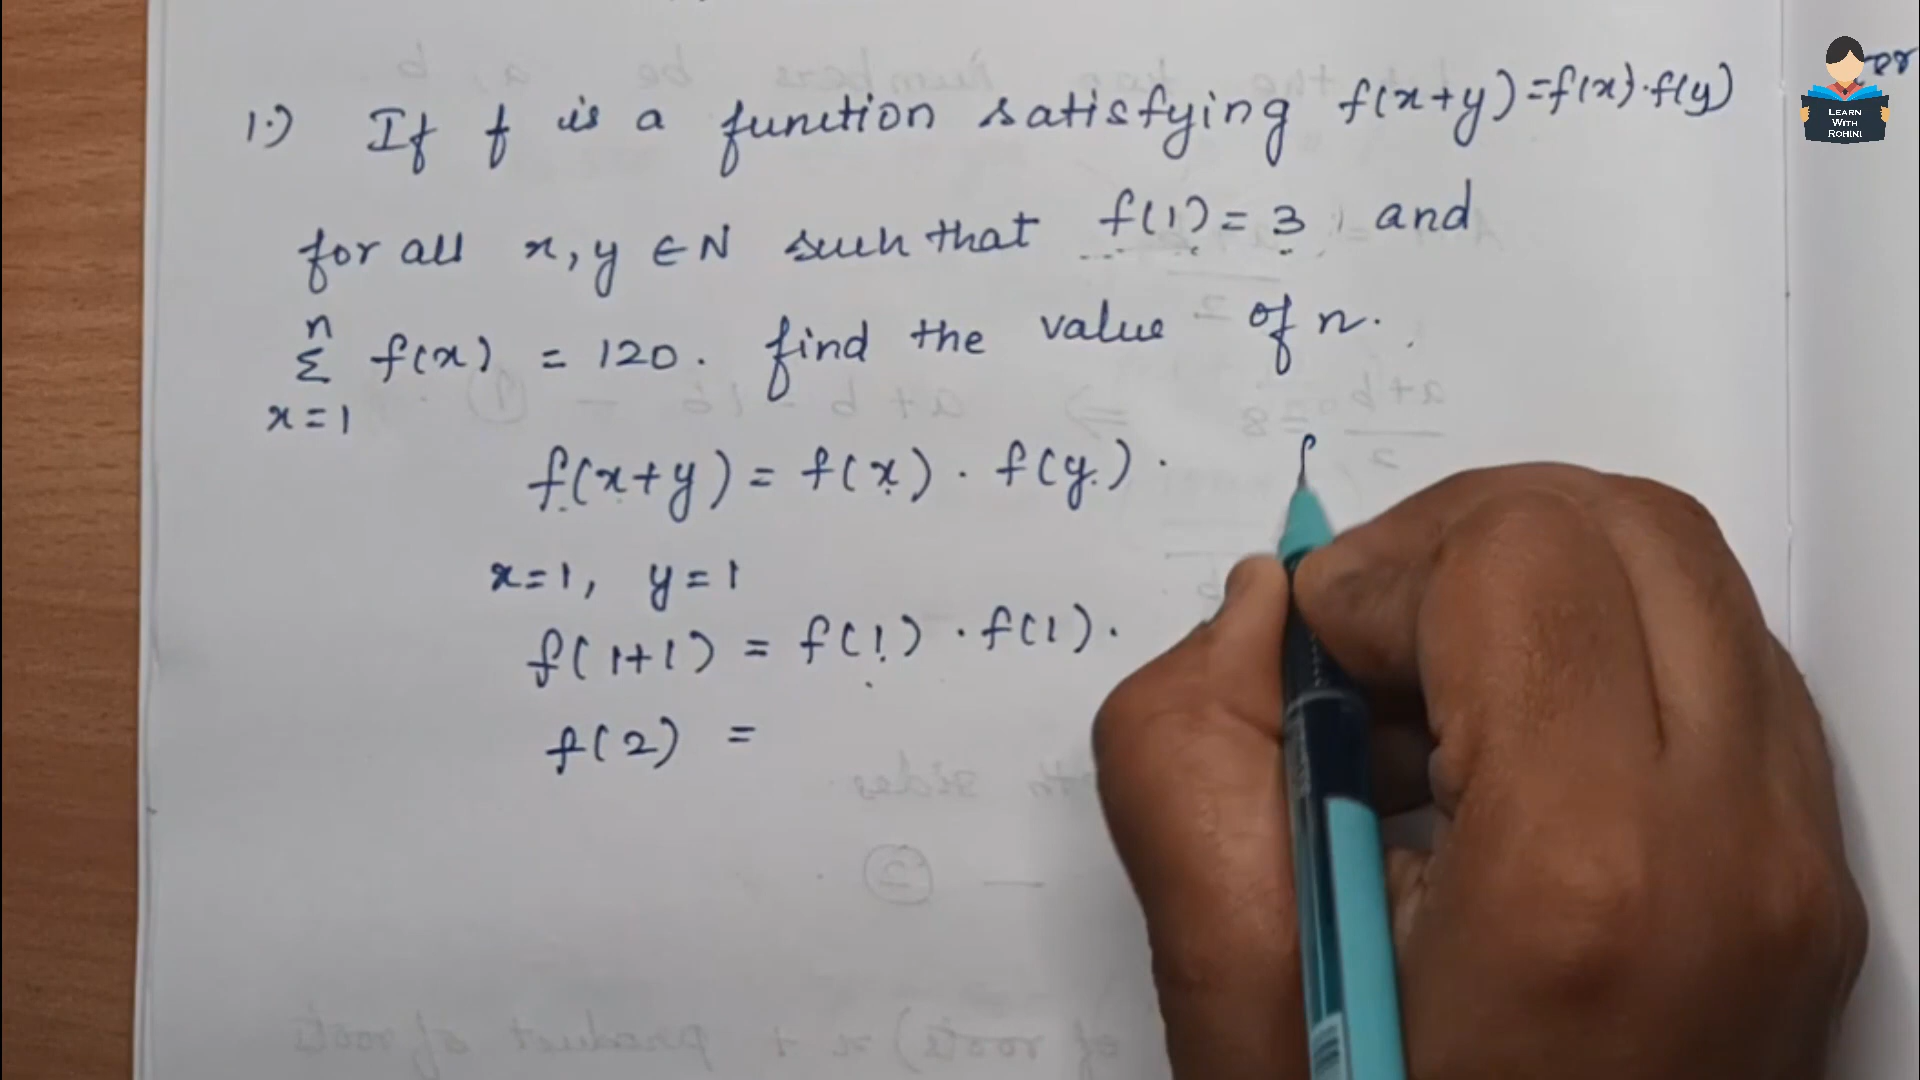 1.) If f is a function satisfying f(x+y)=f(x).f(y)
for all x, y ∈ N such that f(1) = 3, and
n
Σ f(x) = 120. find the value of n.
x=1
f(x+y) = f(x) . f(y).
x=1, y=1
f(1+1) = f(1) . f(1).
f(2) =
LEARN
WITH
ROHINI